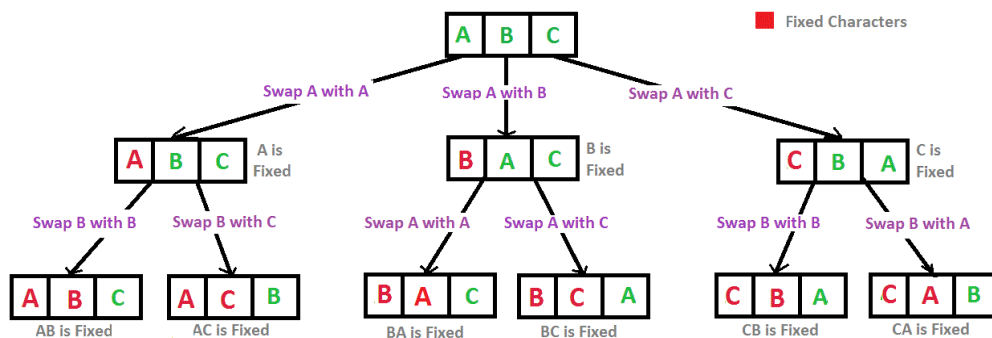 A B C
Fixed Characters
Swap A with A
Swap A with B
Swap A with C
A B C
A is
Fixed
B A C
B is
Fixed
C B A
C is
Fixed
Swap B with B
Swap B with C
Swap A with A
Swap A with C
Swap B with B
Swap B with A
A B C
A C B
B A C
B C A
C B A
C A B
AB is Fixed
AC is Fixed
BA is Fixed
BC is Fixed
CB is Fixed
CA is Fixed